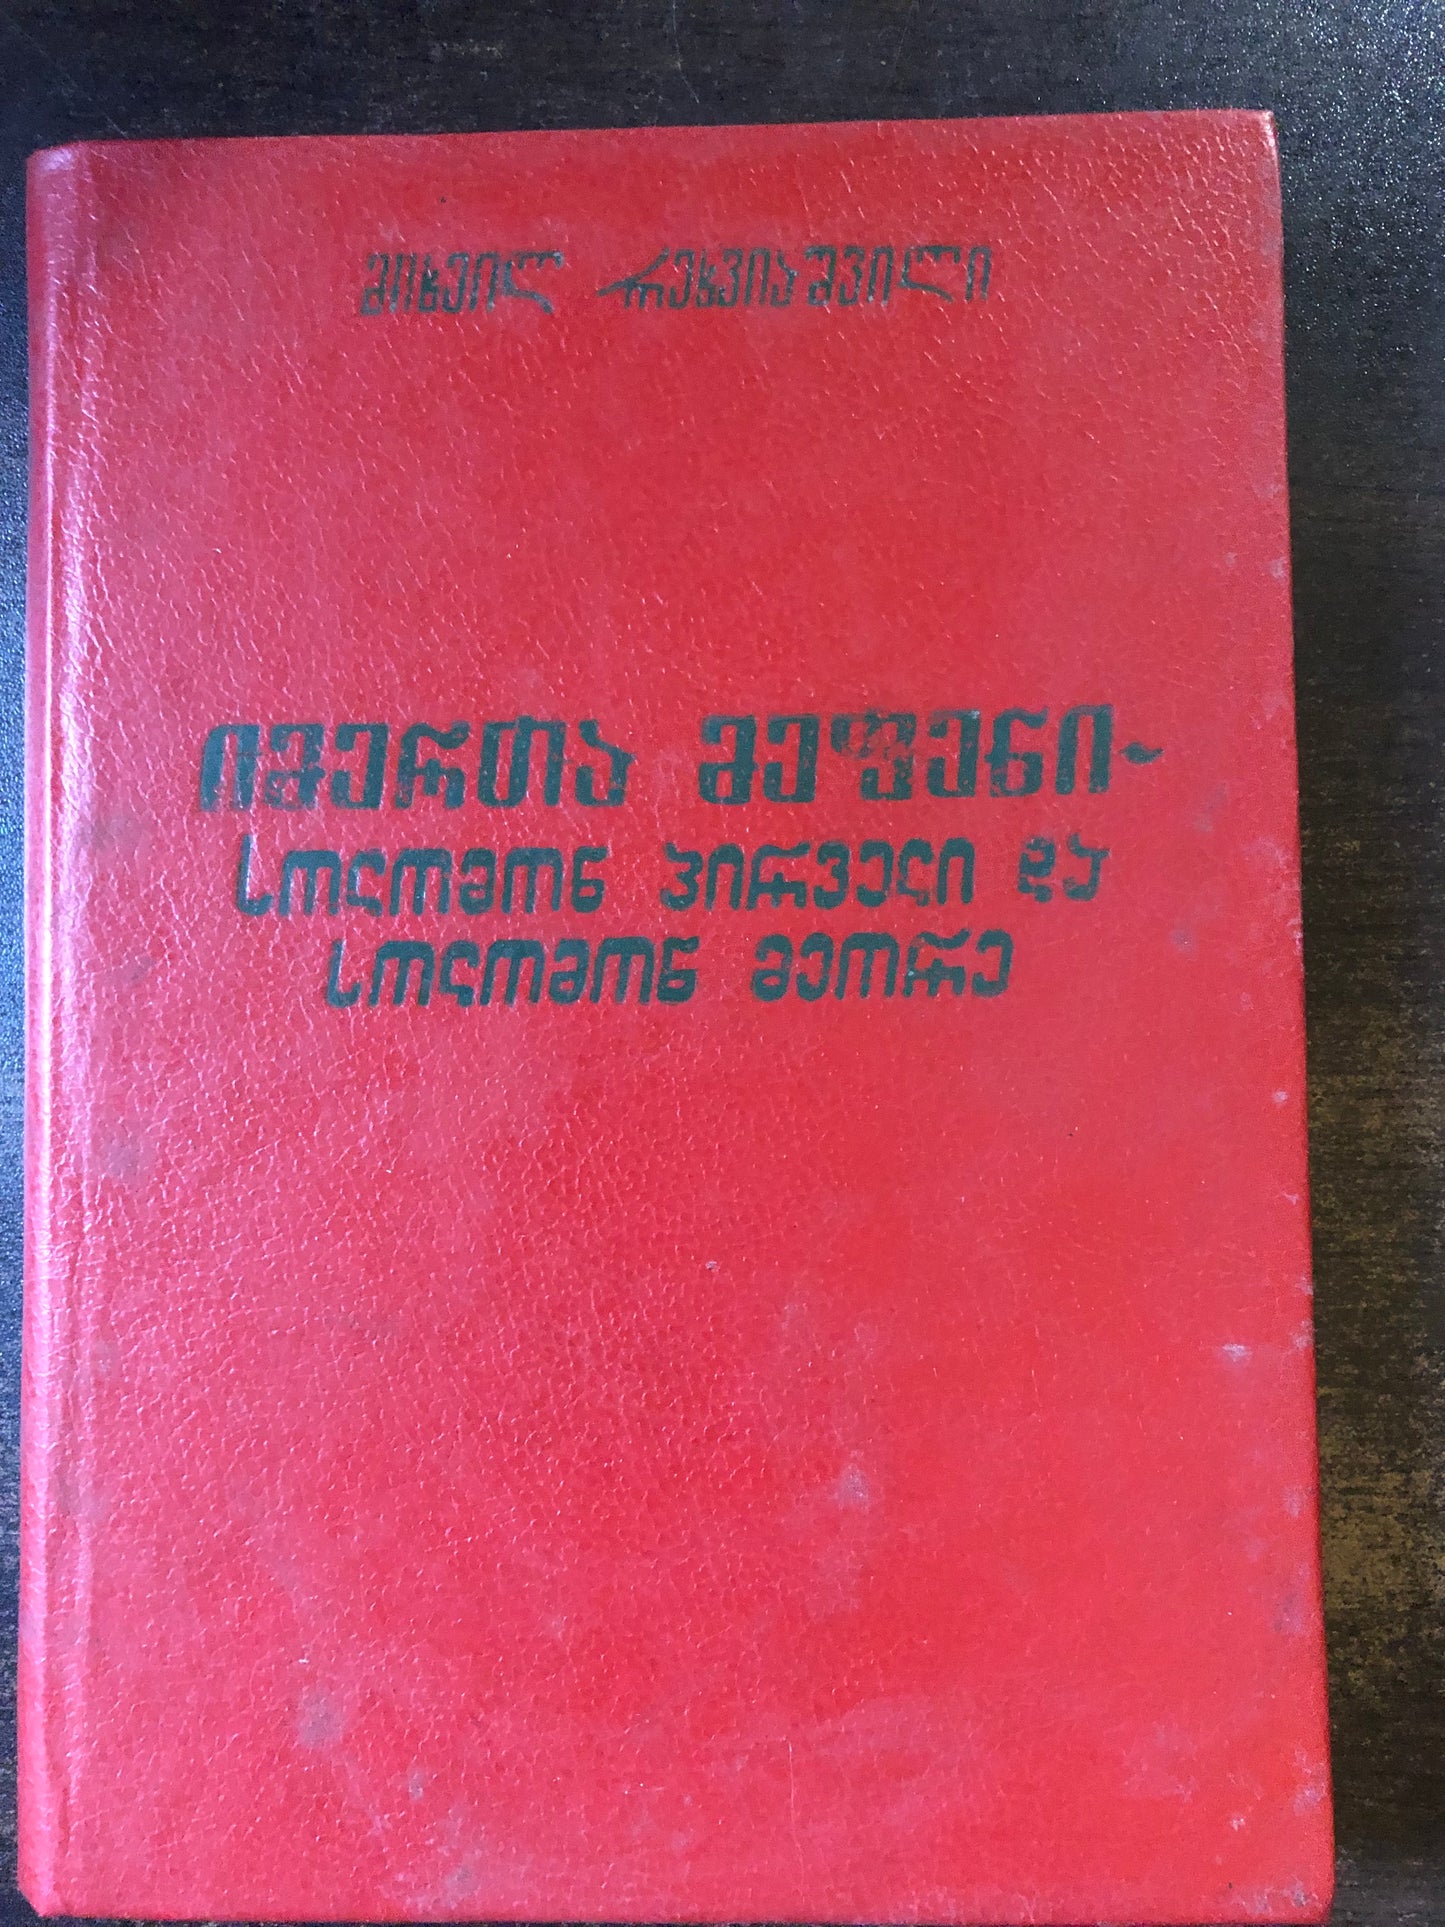 მიხეილ რეხვიაშვილი
იმერთა მეფენი-
სოლომონ პირველი და
სოლომონ მეორე